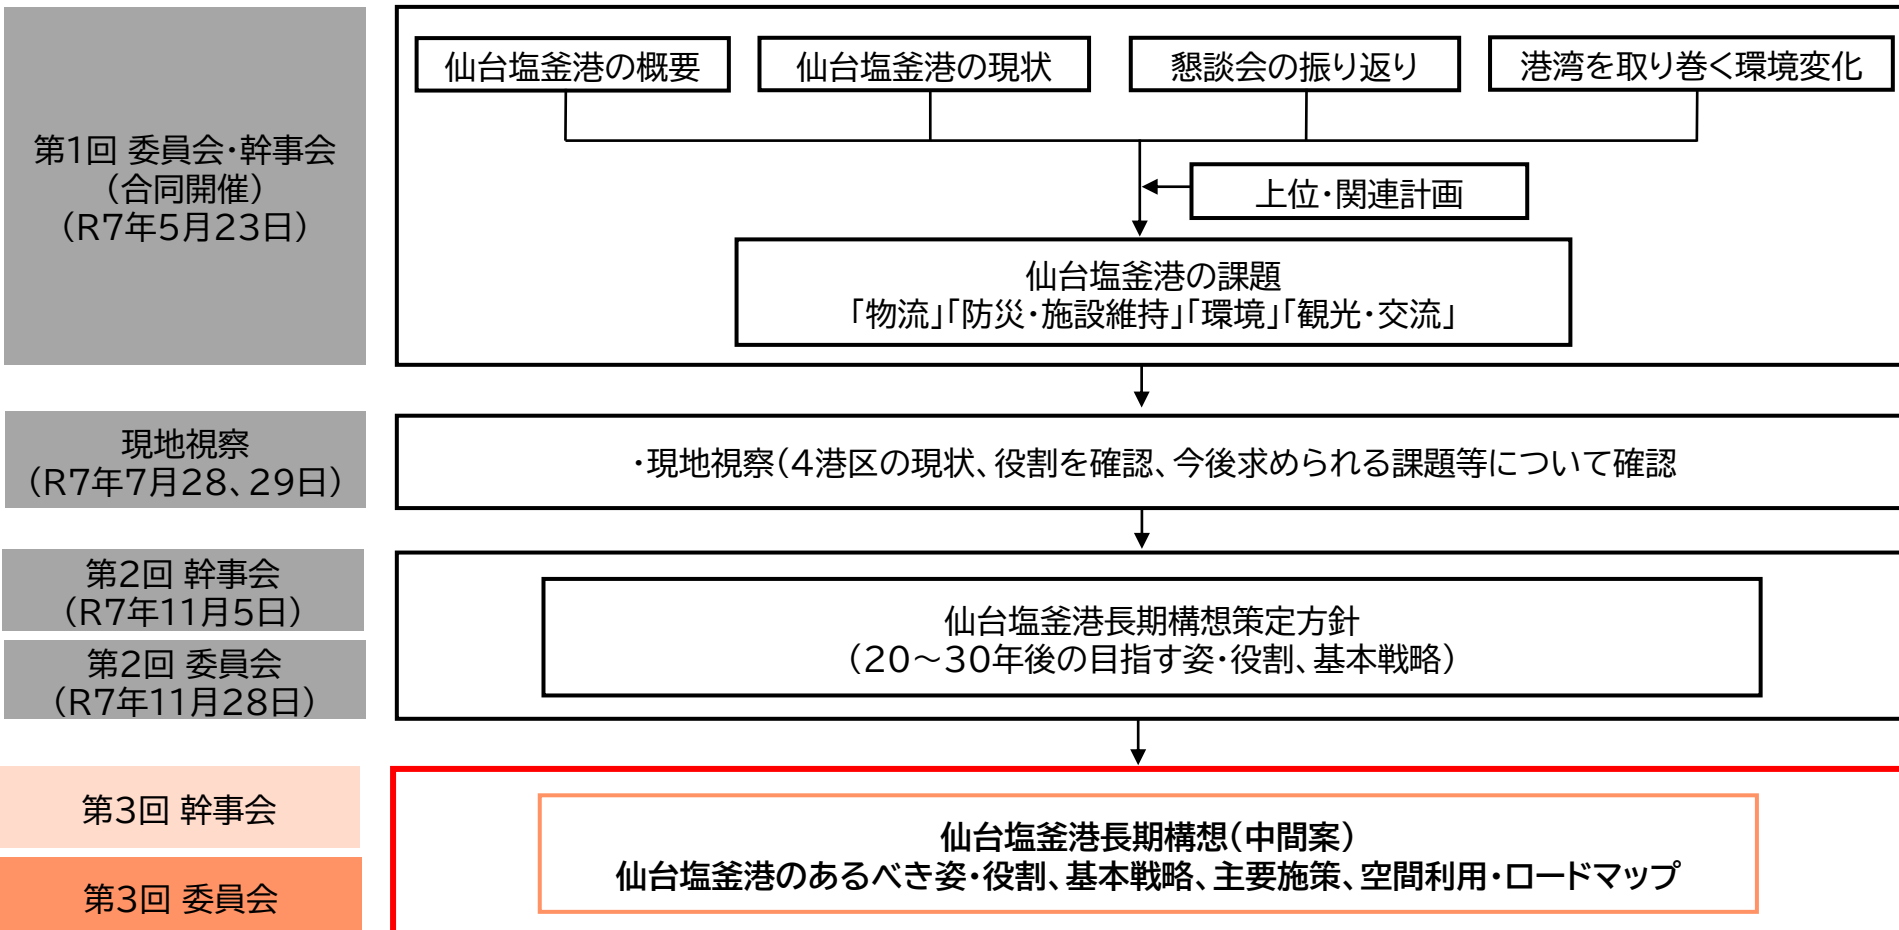 第1回 委員会・幹事会
（合同開催）
（R7年5月23日）
仙台塩釜港の概要
仙台塩釜港の現状
懇談会の振り返り
港湾を取り巻く環境変化
上位・関連計画
仙台塩釜港の課題
「物流」「防災・施設維持」「環境」「観光・交流」
現地視察
（R7年7月28、29日）
・現地視察（4港区の現状、役割を確認、今後求められる課題等について確認
第2回 幹事会
（R7年11月5日）
第2回 委員会
（R7年11月28日）
仙台塩釜港長期構想策定方針
（20～30年後の目指す姿・役割、基本戦略）
第3回 幹事会
第3回 委員会
仙台塩釜港長期構想（中間案）
仙台塩釜港のあるべき姿・役割、基本戦略、主要施策、空間利用・ロードマップ